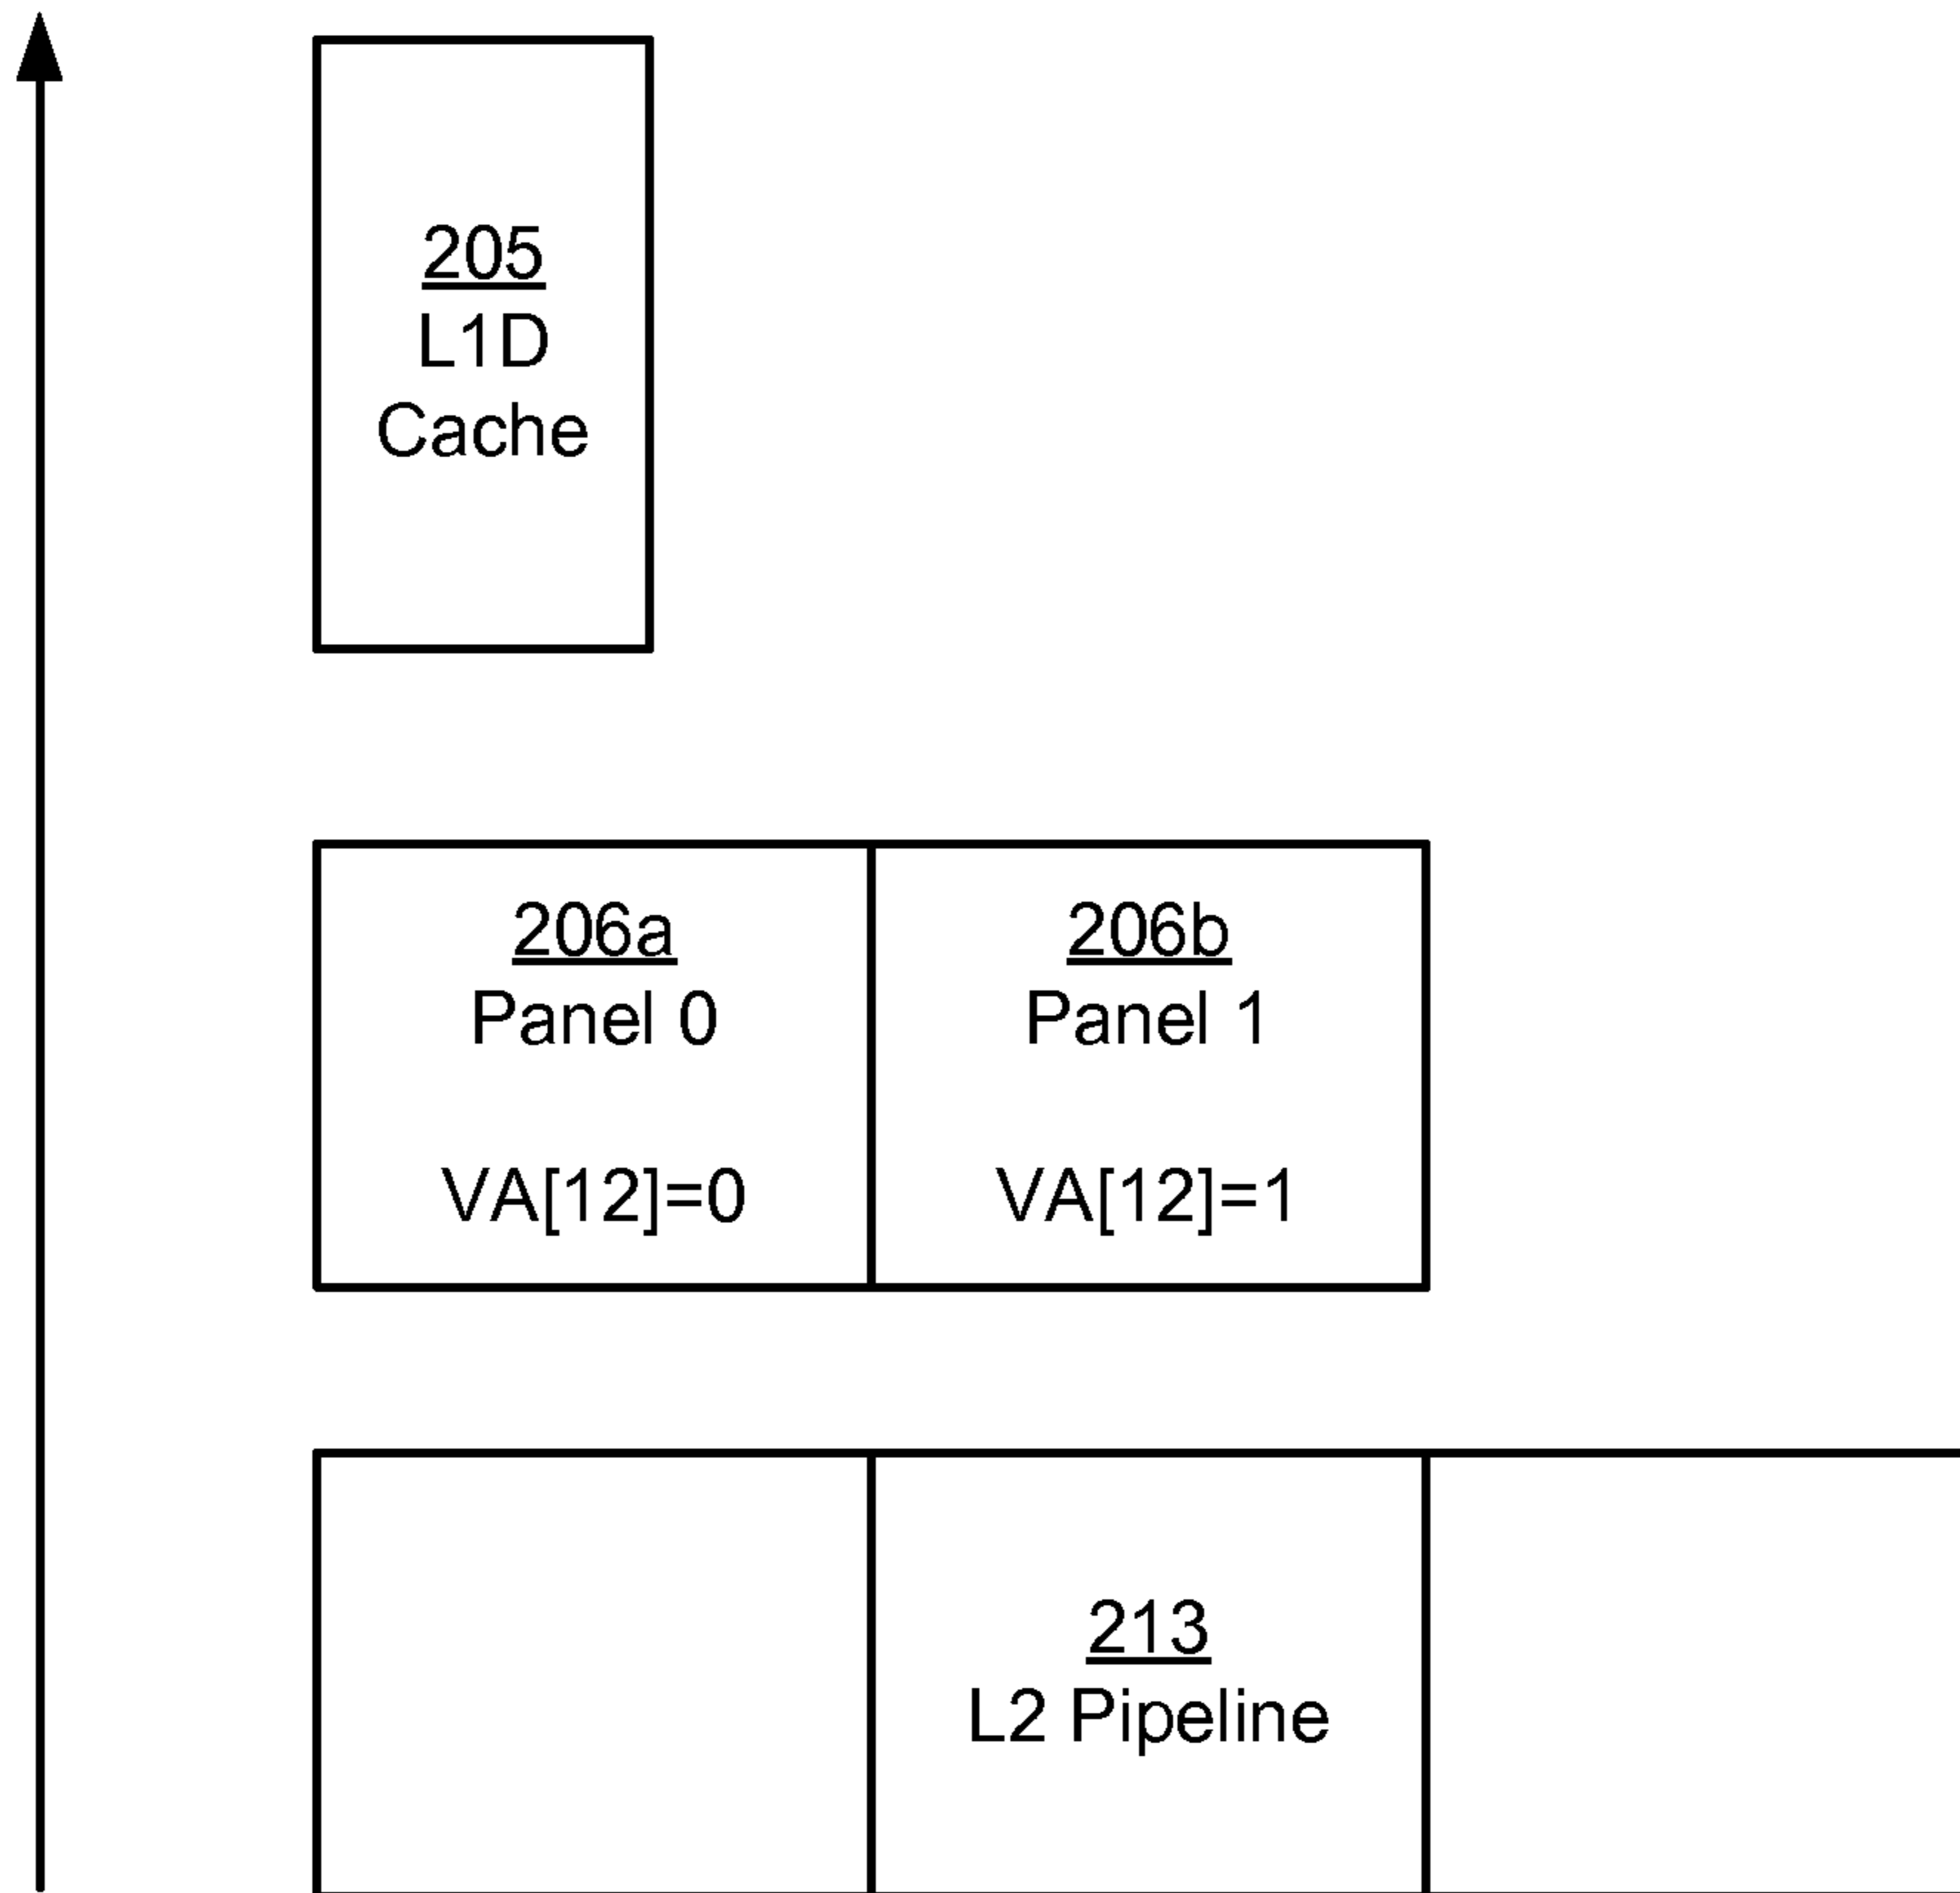 205
L1D
Cache
206a
Panel 0
VA[12]=0
206b
Panel 1
VA[12]=1
213
L2 Pipeline